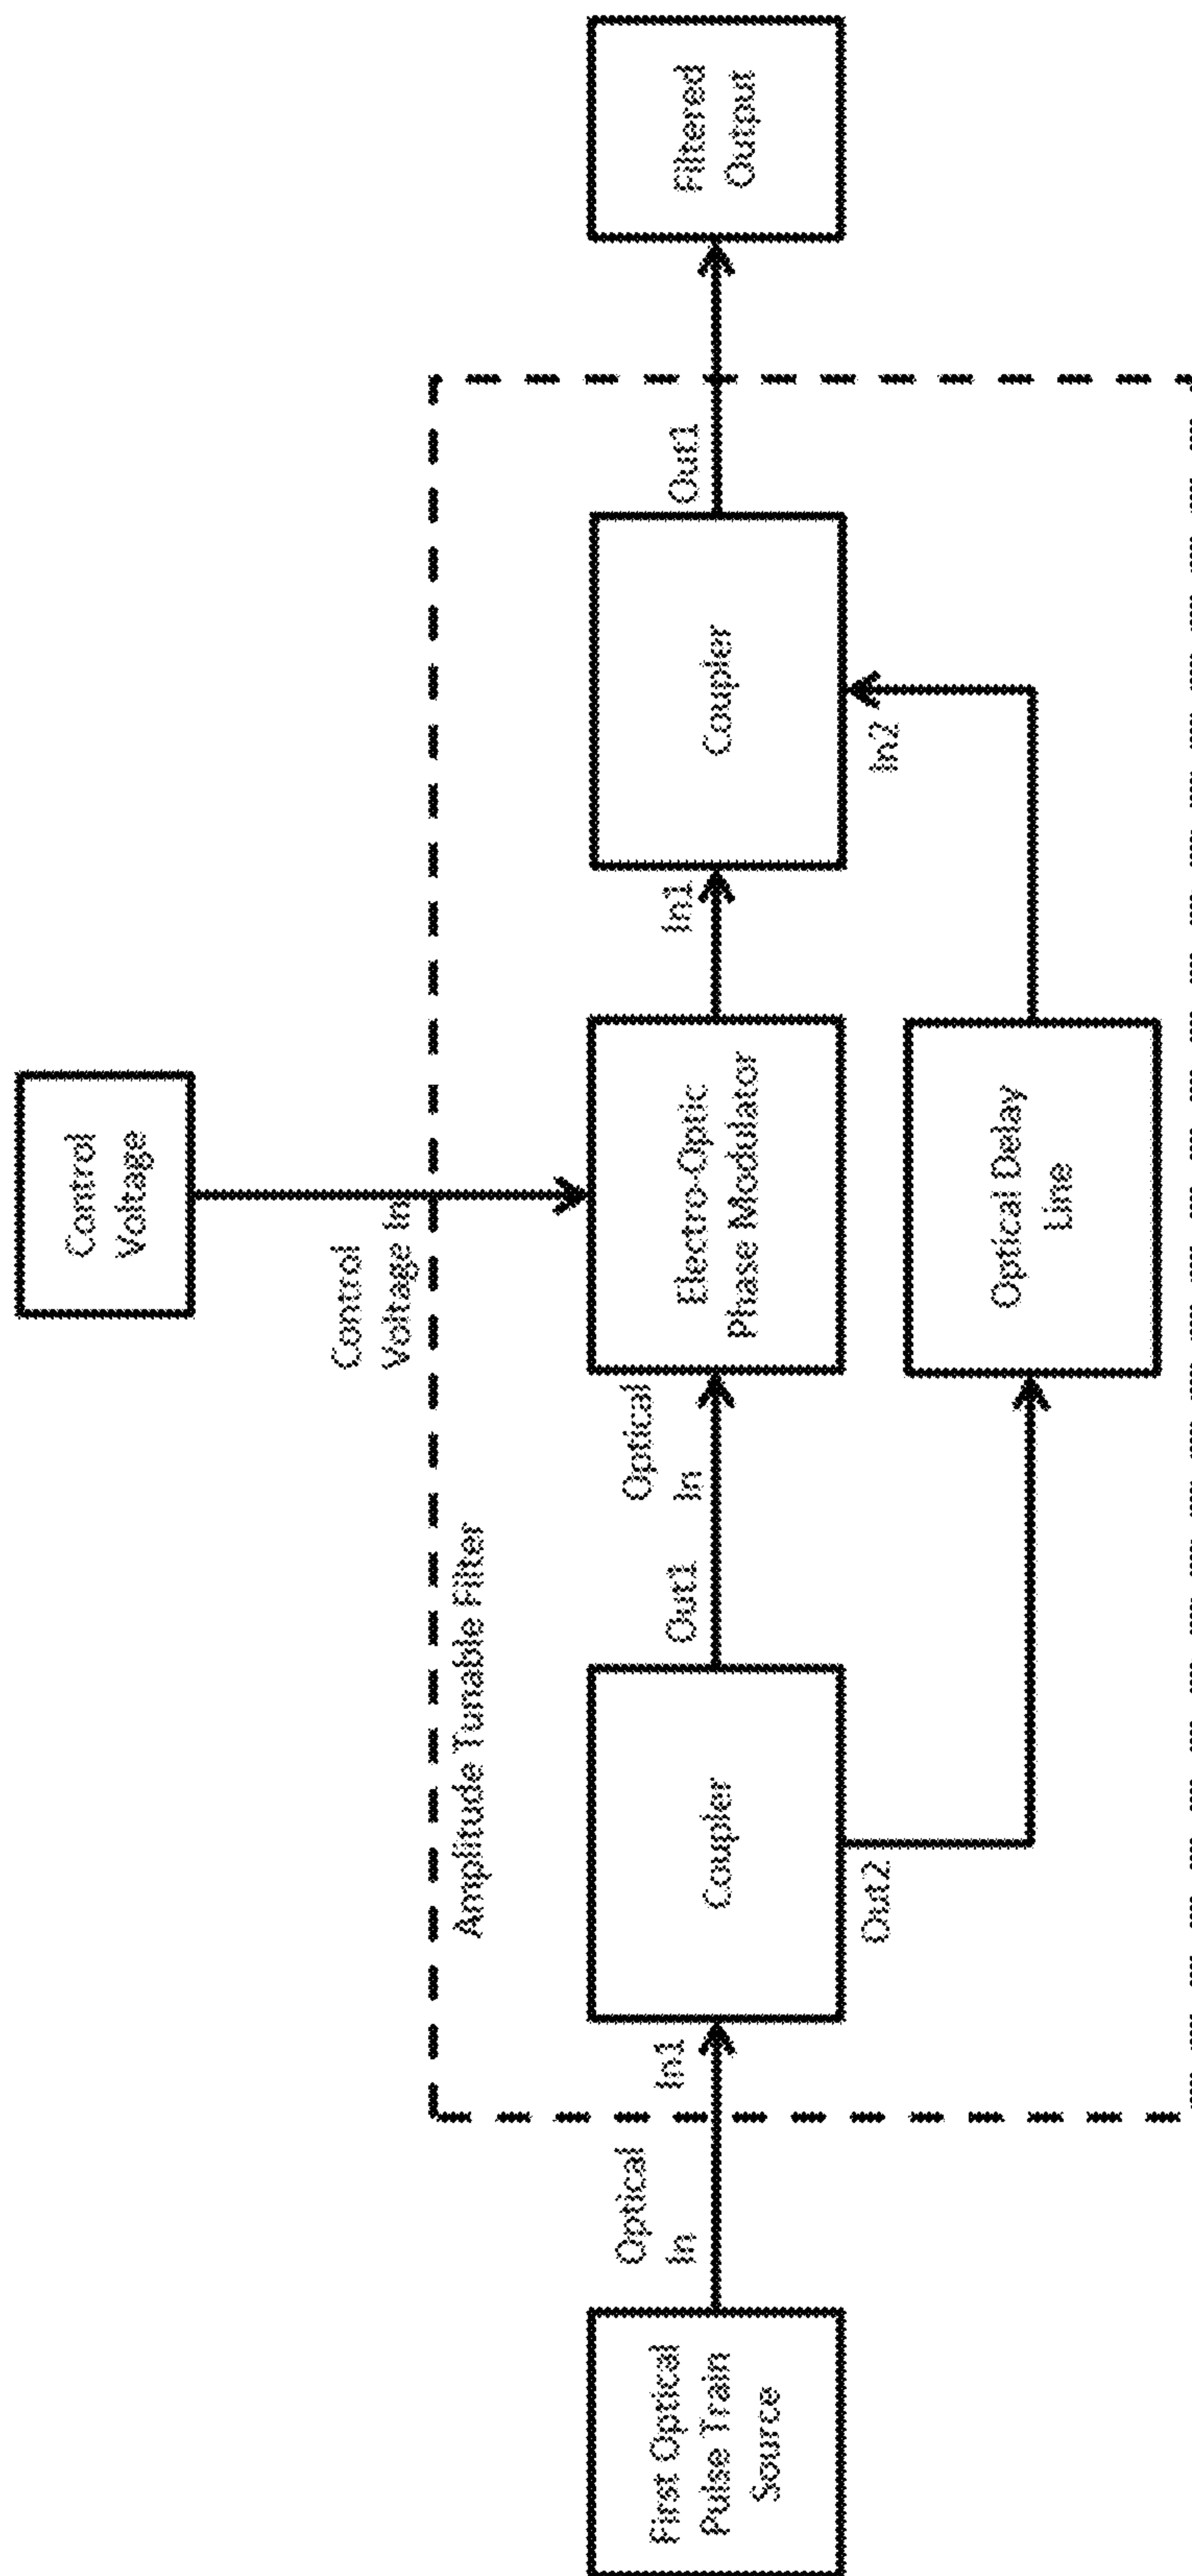 Control
Voltage
Control
Voltage In
Amplitude Tunable Filter
First Optical
Pulse Train
Source
Optical
In
In1
Coupler
Out1
Out2
Optical
In
Electro-Optic
Phase Modulator
Optical Delay
Line
In1
In2
Coupler
Out1
Filtered
Output